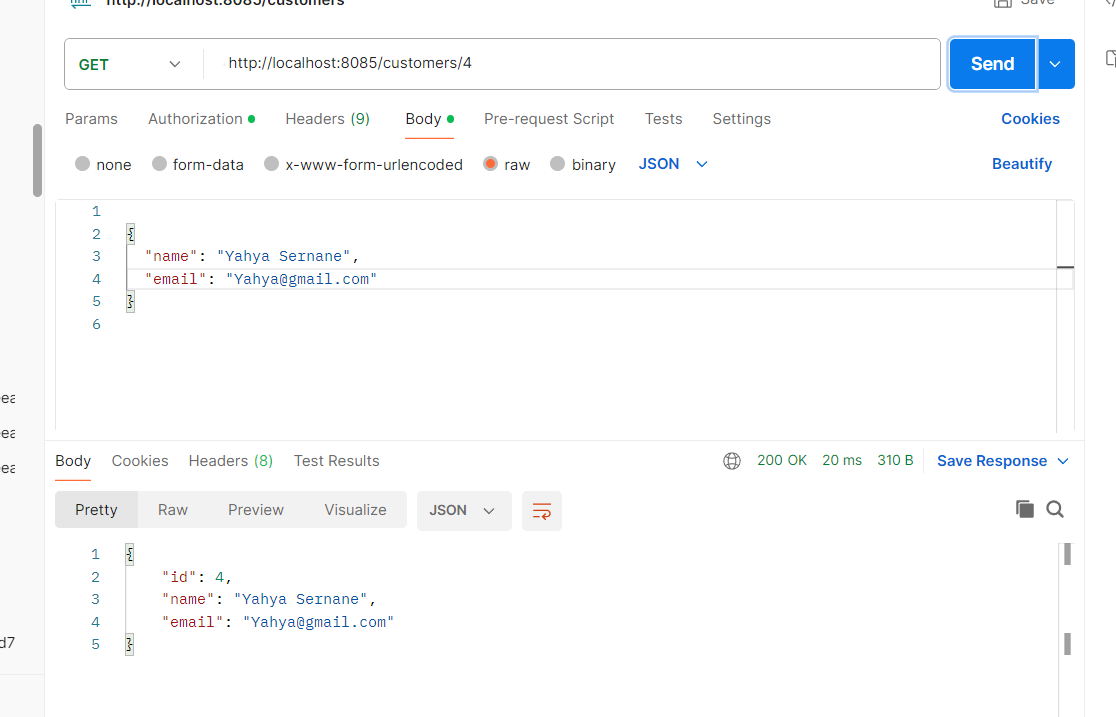 http://localhost:8085/customers
Save
GET
http://localhost:8085/customers/4
Send
Params Authorization Headers (9) Body Pre-request Script Tests Settings Cookies
none form-data x-www-form-urlencoded raw binary JSON Beautify
1
2 {
3 "name": "Yahya Sernane",
4 "email": "Yahya@gmail.com"
5 }
6
Body Cookies Headers (8) Test Results 200 OK 20 ms 310 B Save Response
Pretty Raw Preview Visualize JSON
1 {
2 "id": 4,
3 "name": "Yahya Sernane",
4 "email": "Yahya@gmail.com"
5 }